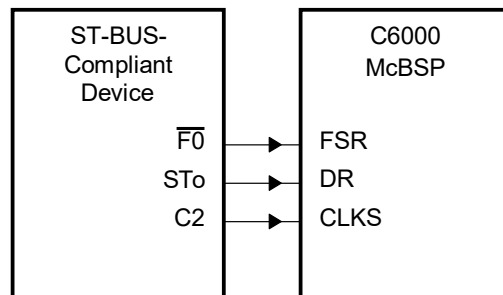 ST-BUS-
Compliant
Device
F0
STo
C2
C6000
McBSP
FSR
DR
CLKS